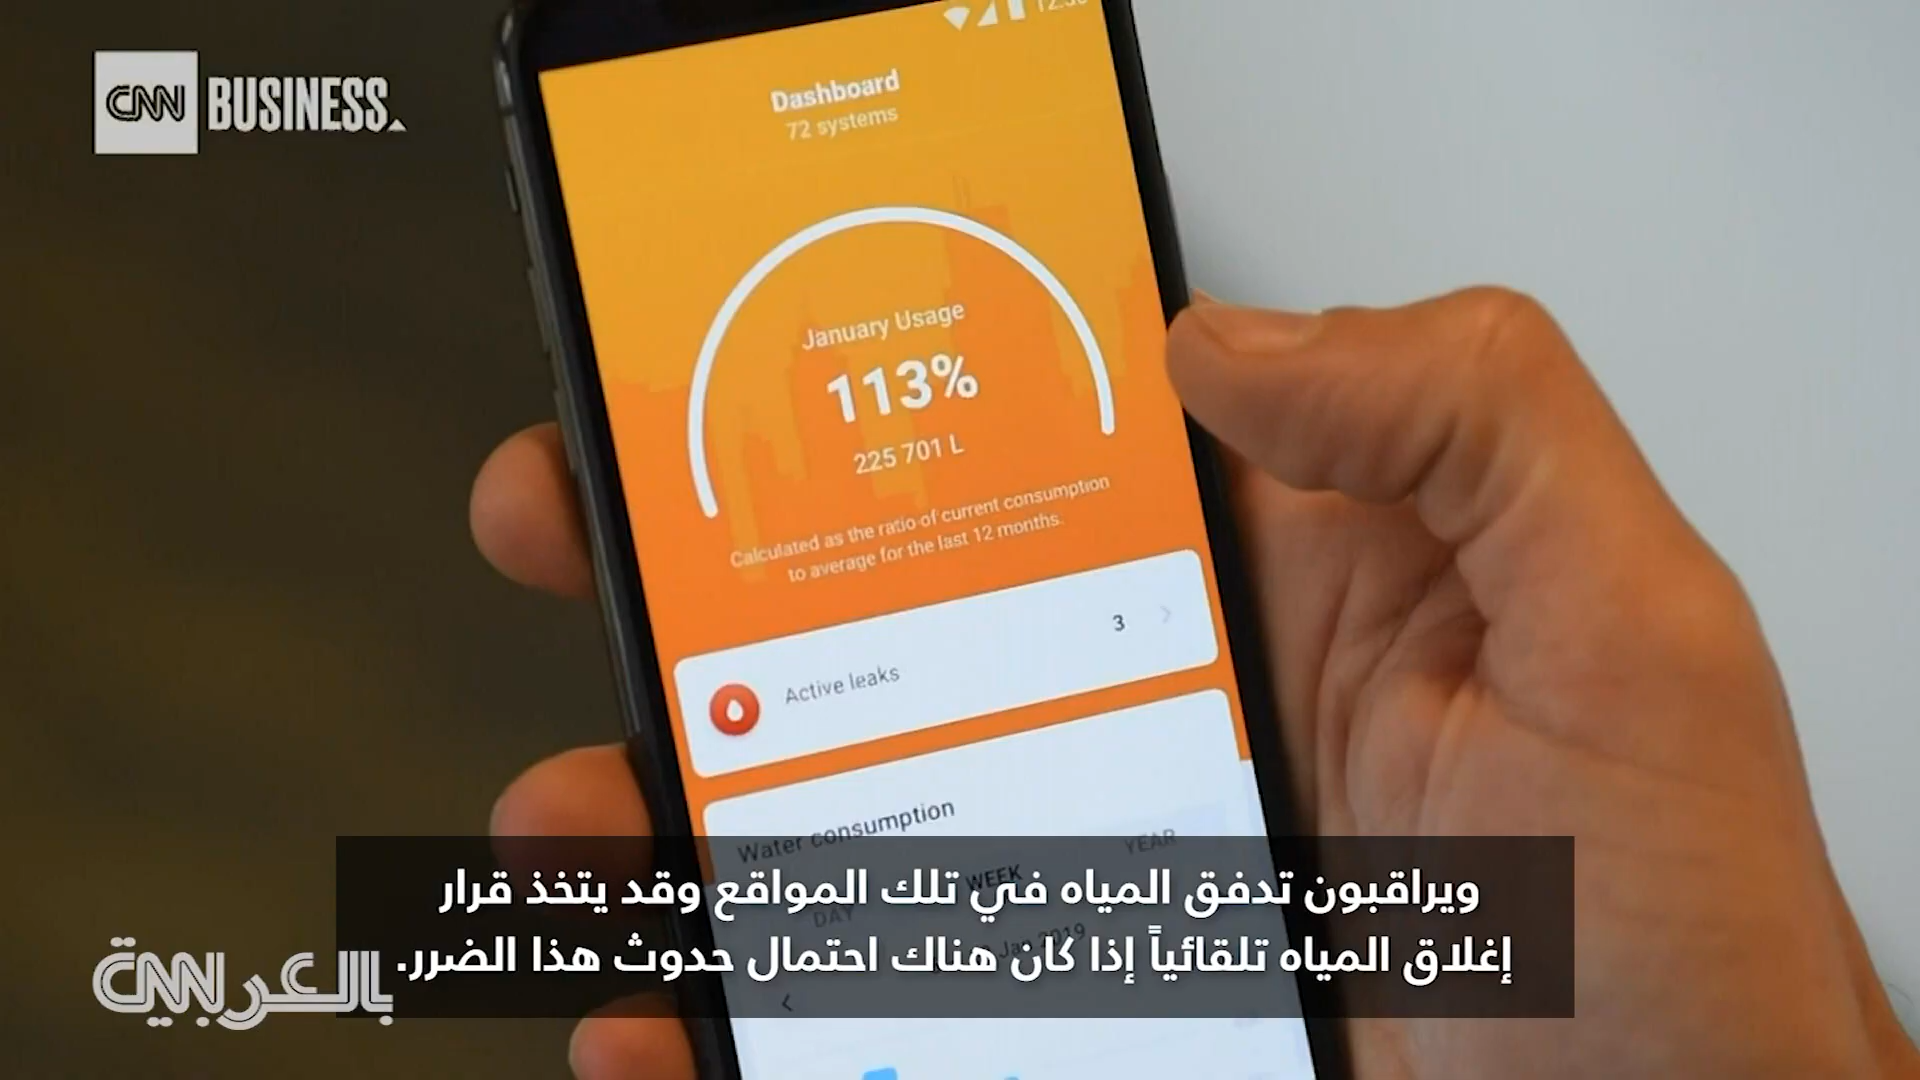 CNN BUSINESS
Dashboard
72 systems
January Usage
113%
225 701 L
Calculated as the ratio of current consumption
to average for the last 12 months.
Active leaks 3
Water consumption
DAY WEEK YEAR
Jan 2019
ويراقبون تدفق المياه في تلك المواقع وقد يتخذ قرار
إغلاق المياه تلقائياً إذا كان هناك احتمال حدوث هذا الضرر.
CNN بالعربية